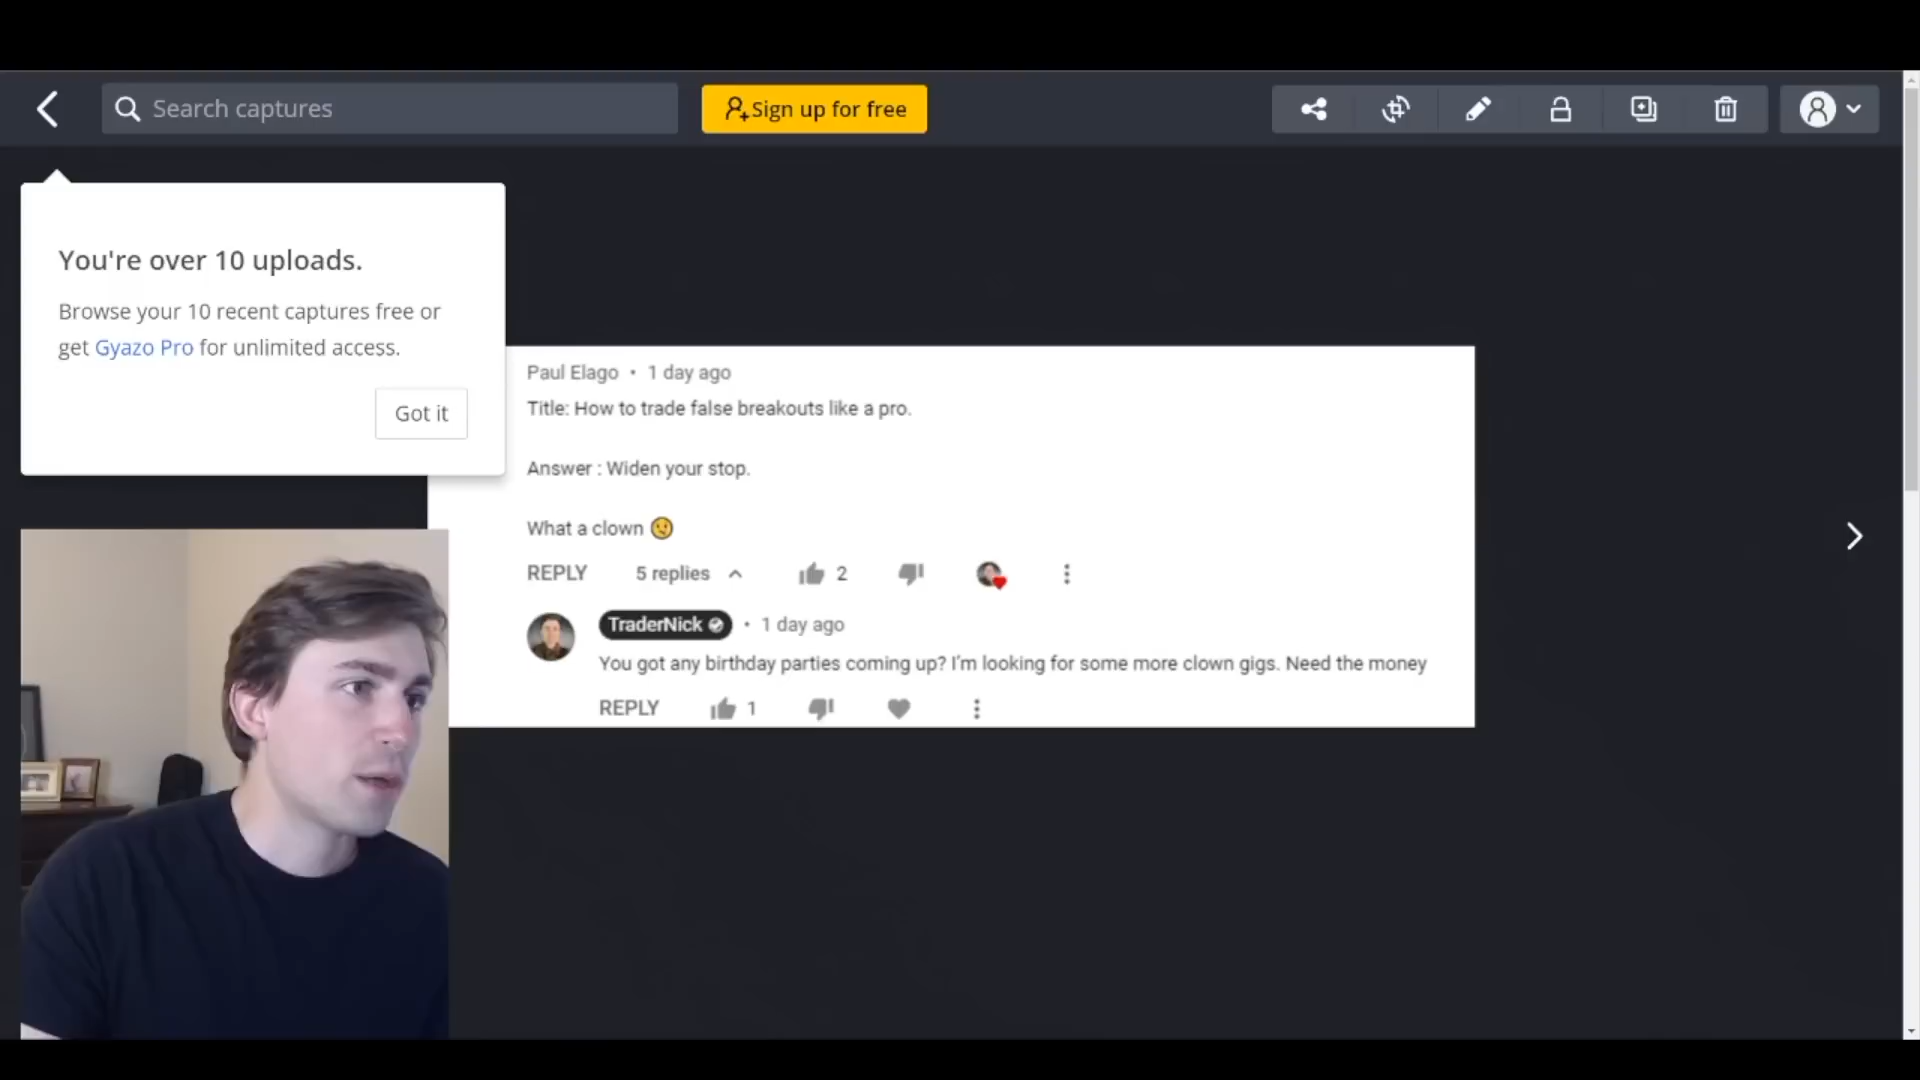 Search captures
Sign up for free
You're over 10 uploads.
Browse your 10 recent captures free or
get Gyazo Pro for unlimited access.
Got it
Paul Elago • 1 day ago
Title: How to trade false breakouts like a pro.
Answer : Widen your stop.
What a clown 🤨
REPLY 5 replies 2
TraderNick • 1 day ago
You got any birthday parties coming up? I'm looking for some more clown gigs. Need the money
REPLY 1